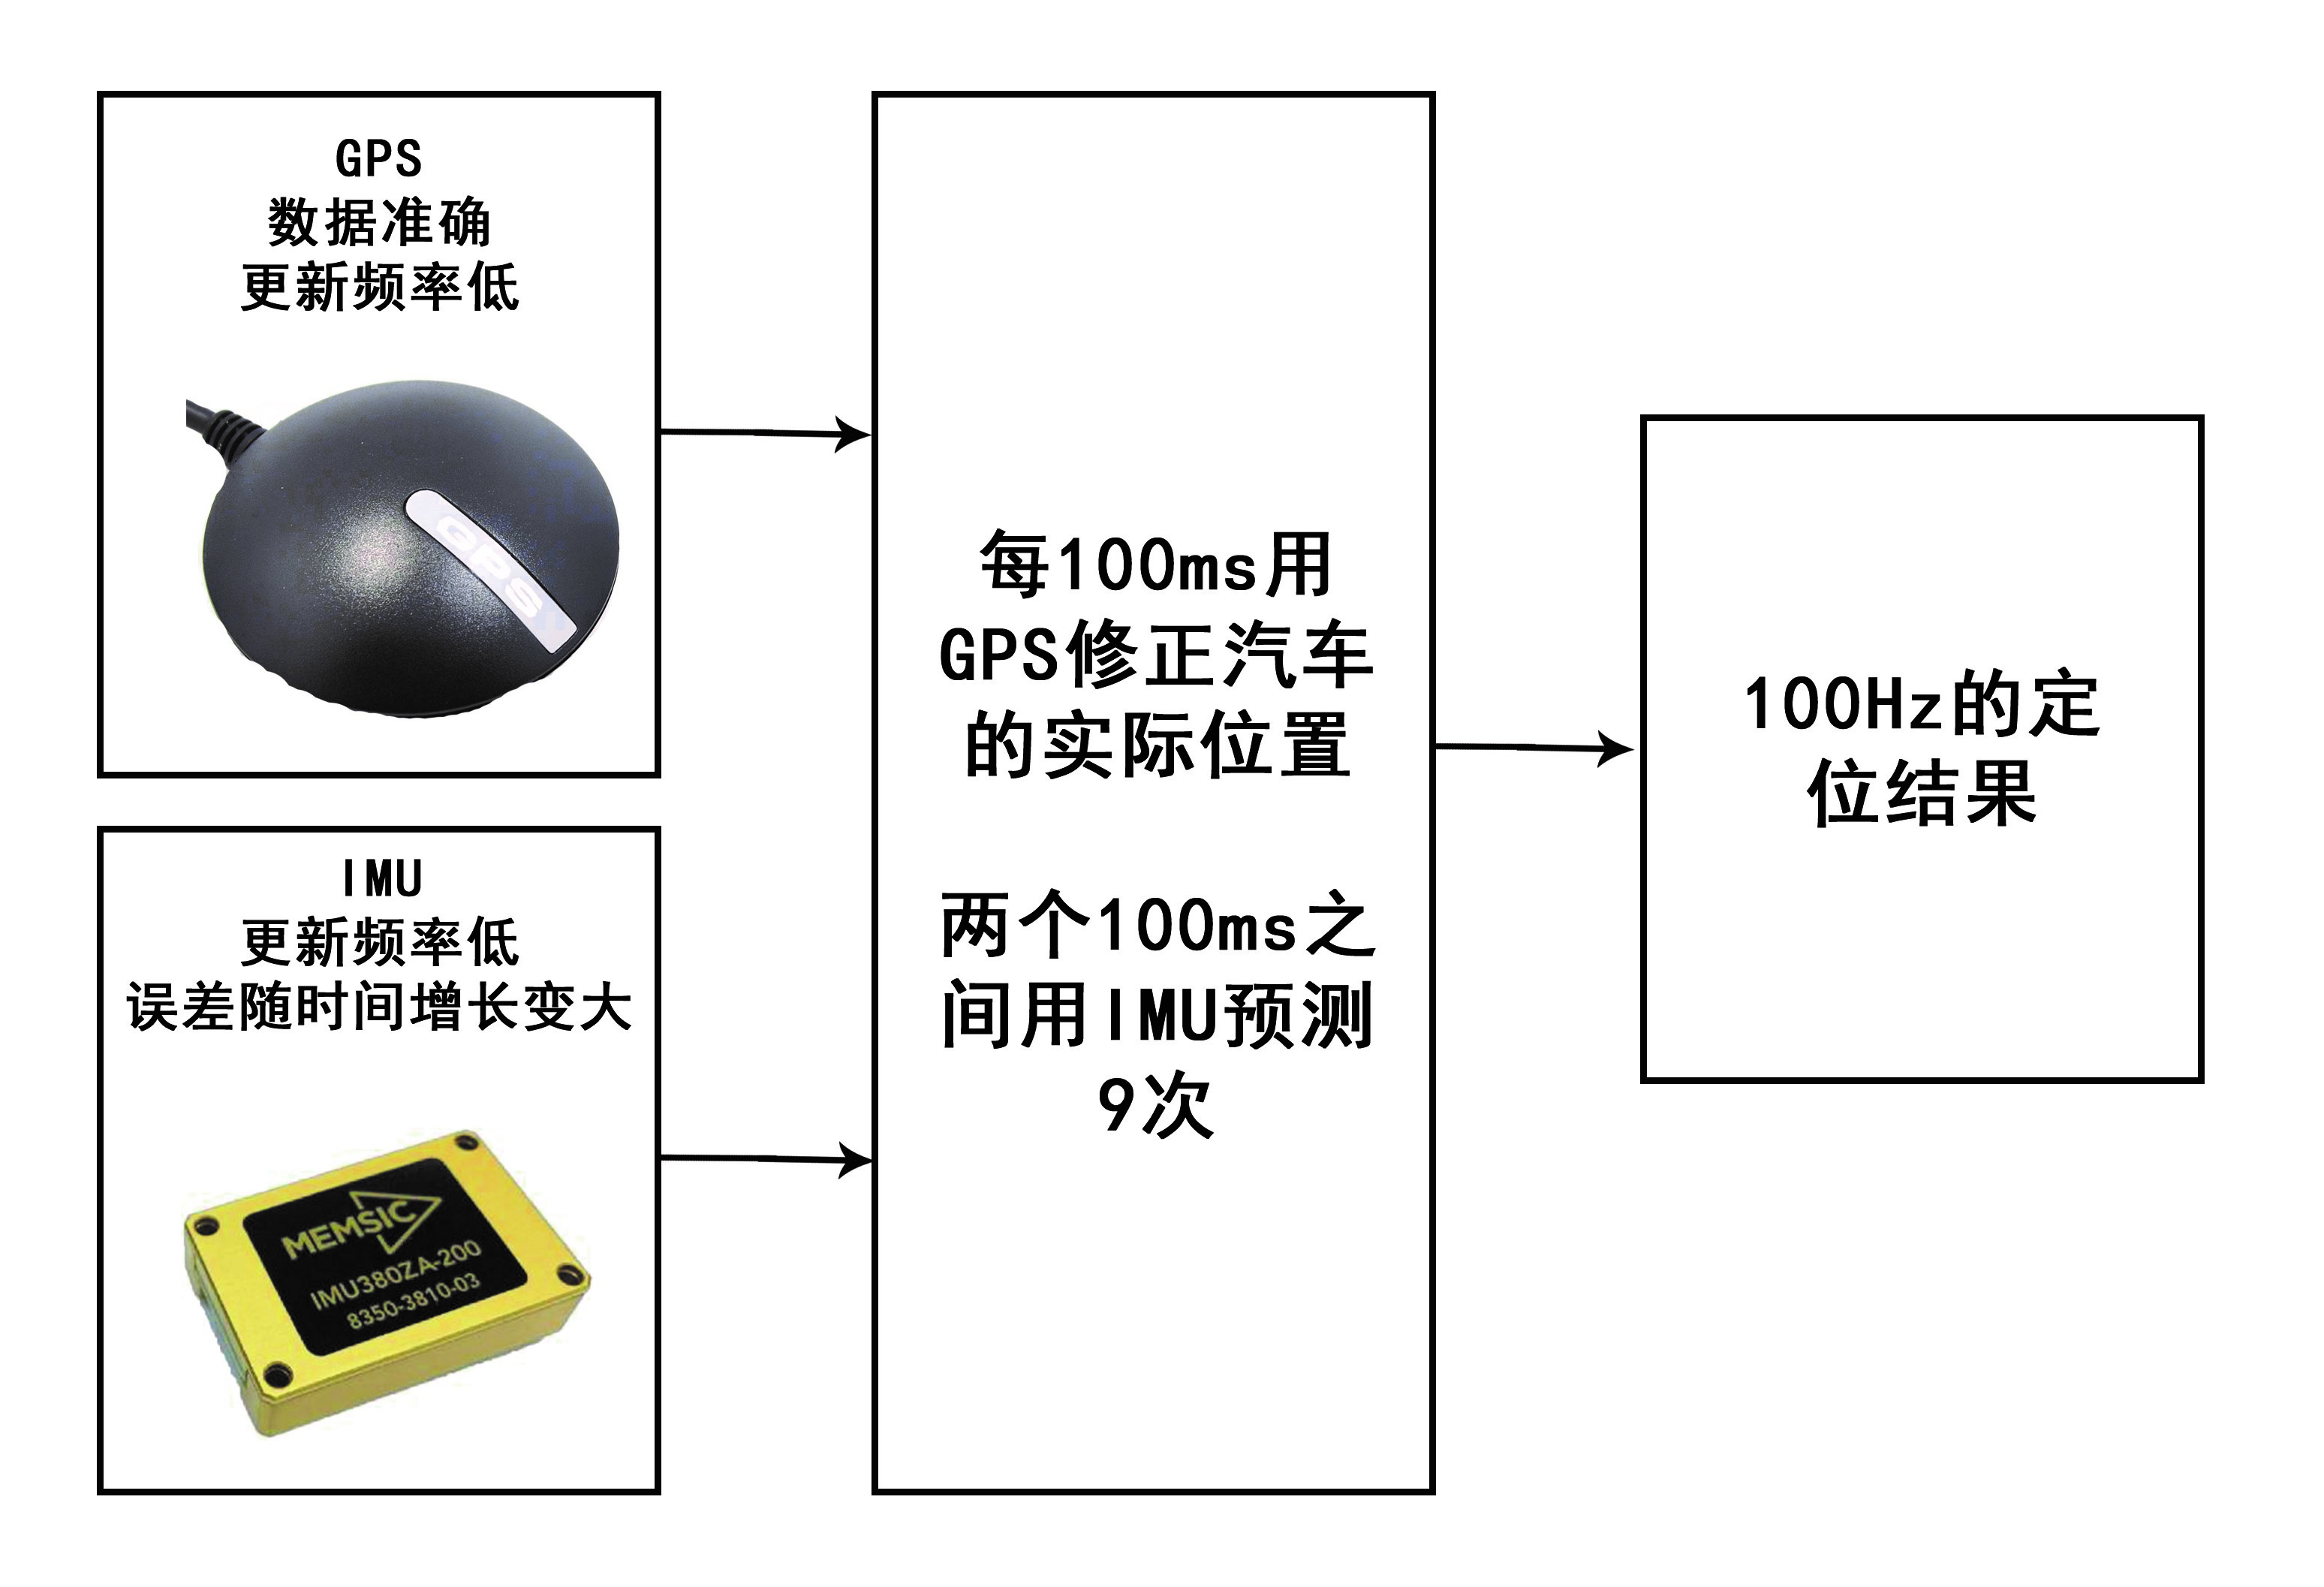 GPS
数据准确
更新频率低
GPS
IMU
更新频率低
误差随时间增长变大
MEMSIC
IMU380ZA-200
8350-3810-03
每100ms用
GPS修正汽车
的实际位置
两个100ms之
间用IMU预测
9次
100Hz的定
位结果